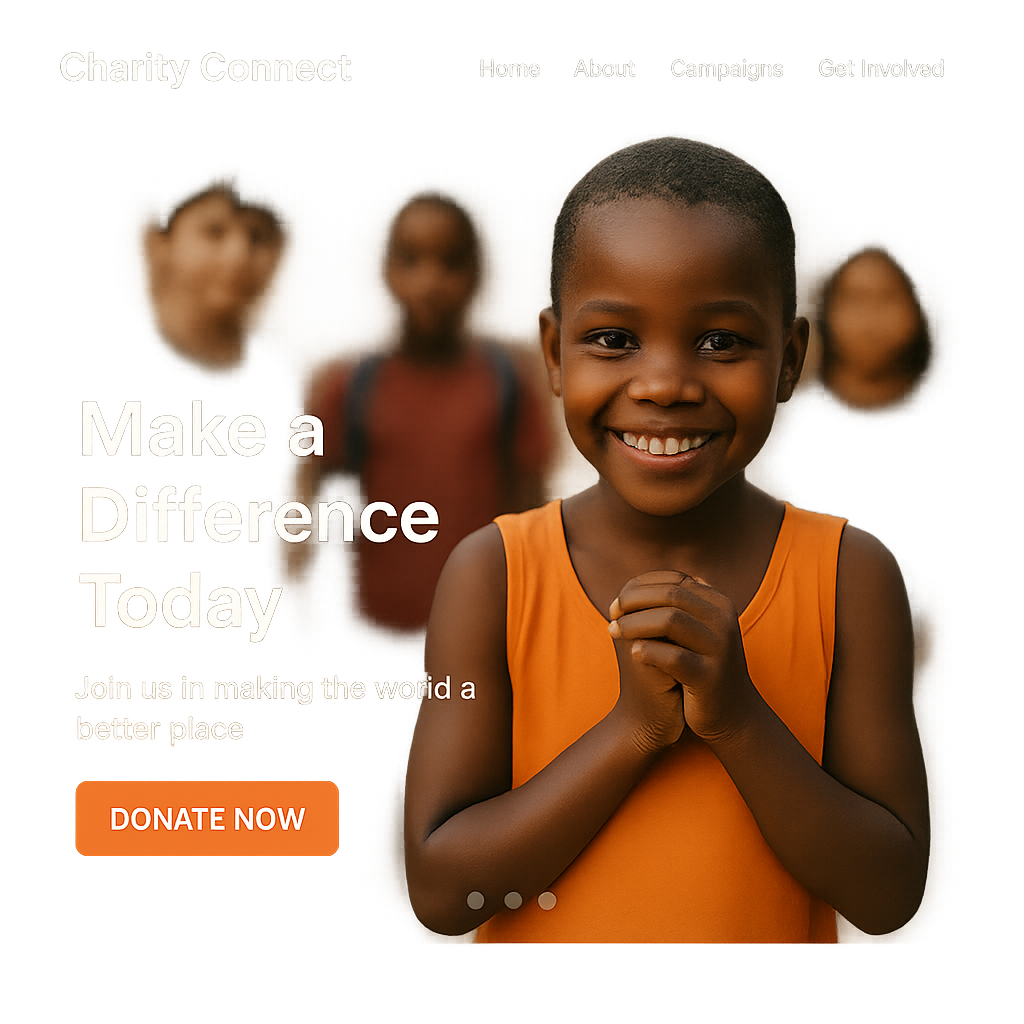 Charity Connect
Home About Campaigns Get Involved
Make a
Difference
Today
Join us in making the world a
better place
DONATE NOW